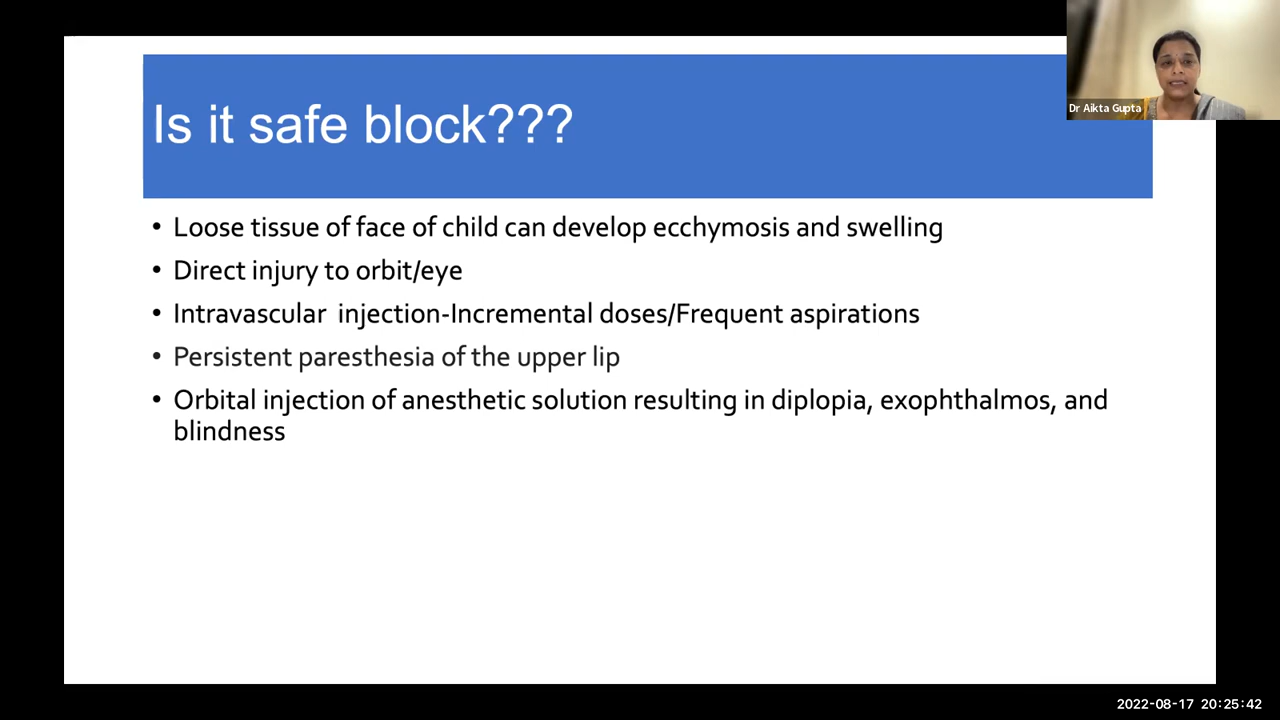 Dr Aikta Gupta
Is it safe block???
• Loose tissue of face of child can develop ecchymosis and swelling
• Direct injury to orbit/eye
• Intravascular injection-Incremental doses/Frequent aspirations
• Persistent paresthesia of the upper lip
• Orbital injection of anesthetic solution resulting in diplopia, exophthalmos, and
blindness
2022-08-17 20:25:42